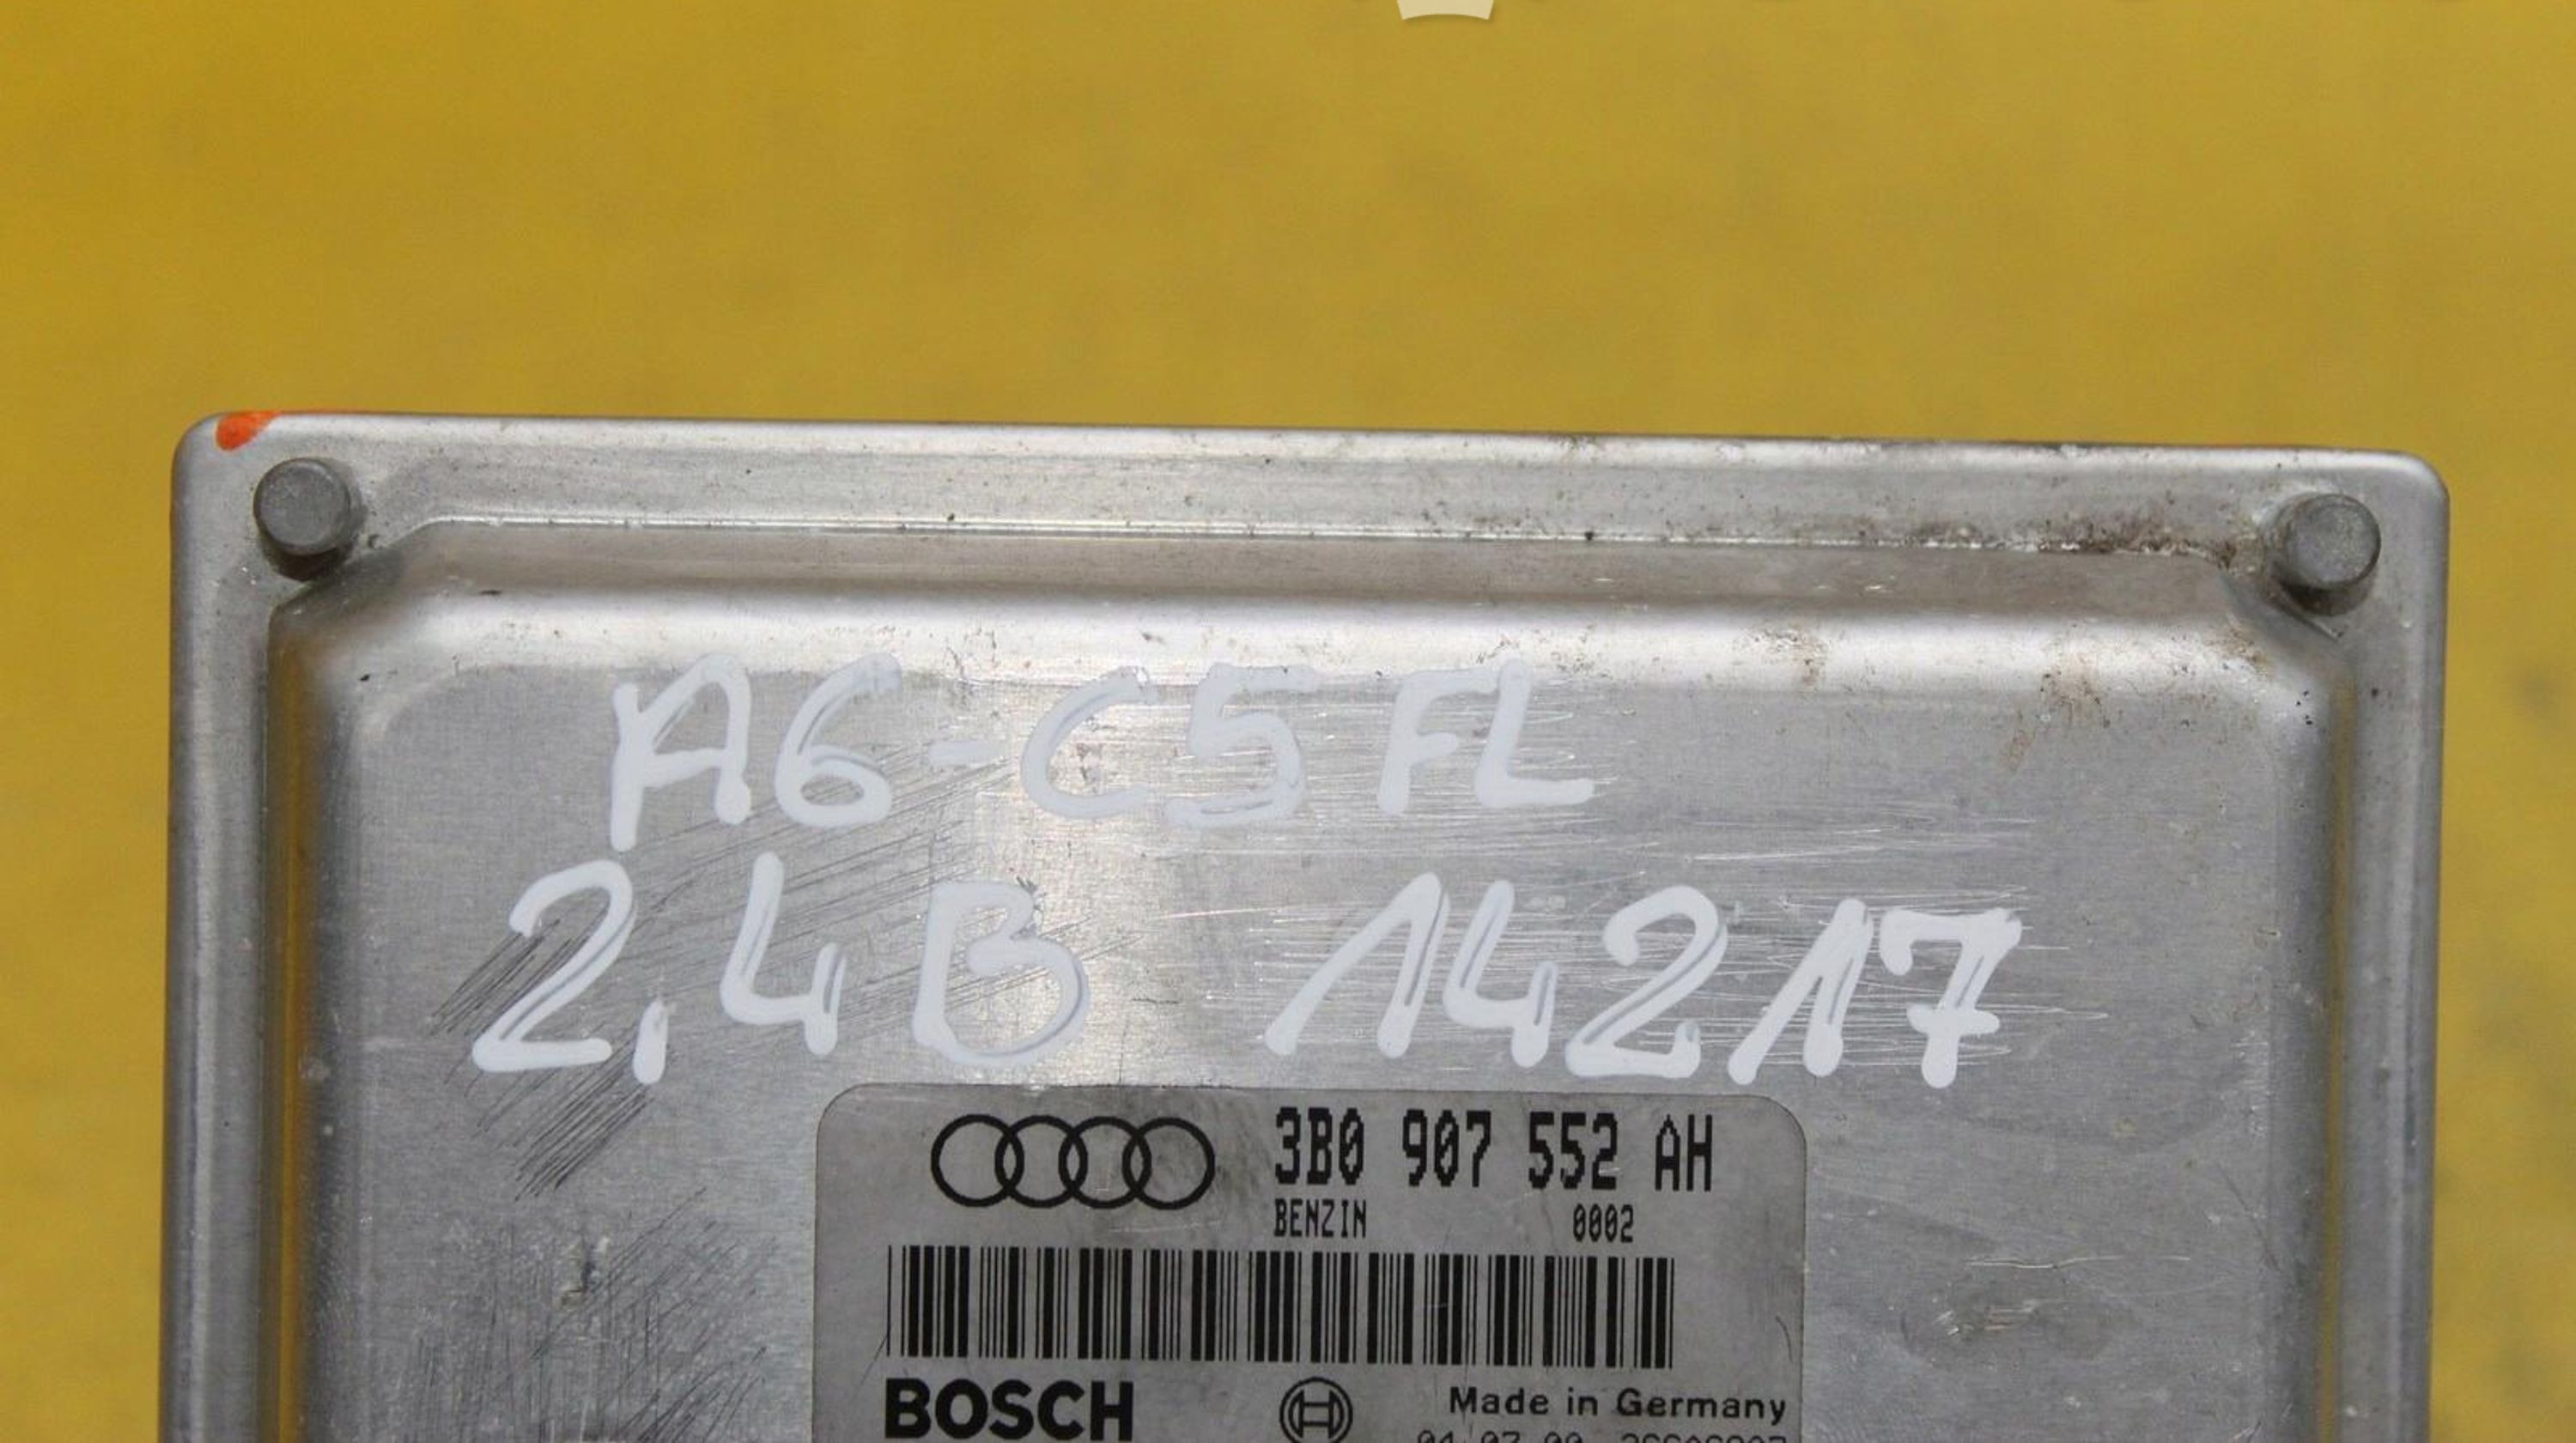 A6-C5 FL
2,4B 14217
3B0 907 552 AH
BENZIN 0002
BOSCH Made in Germany